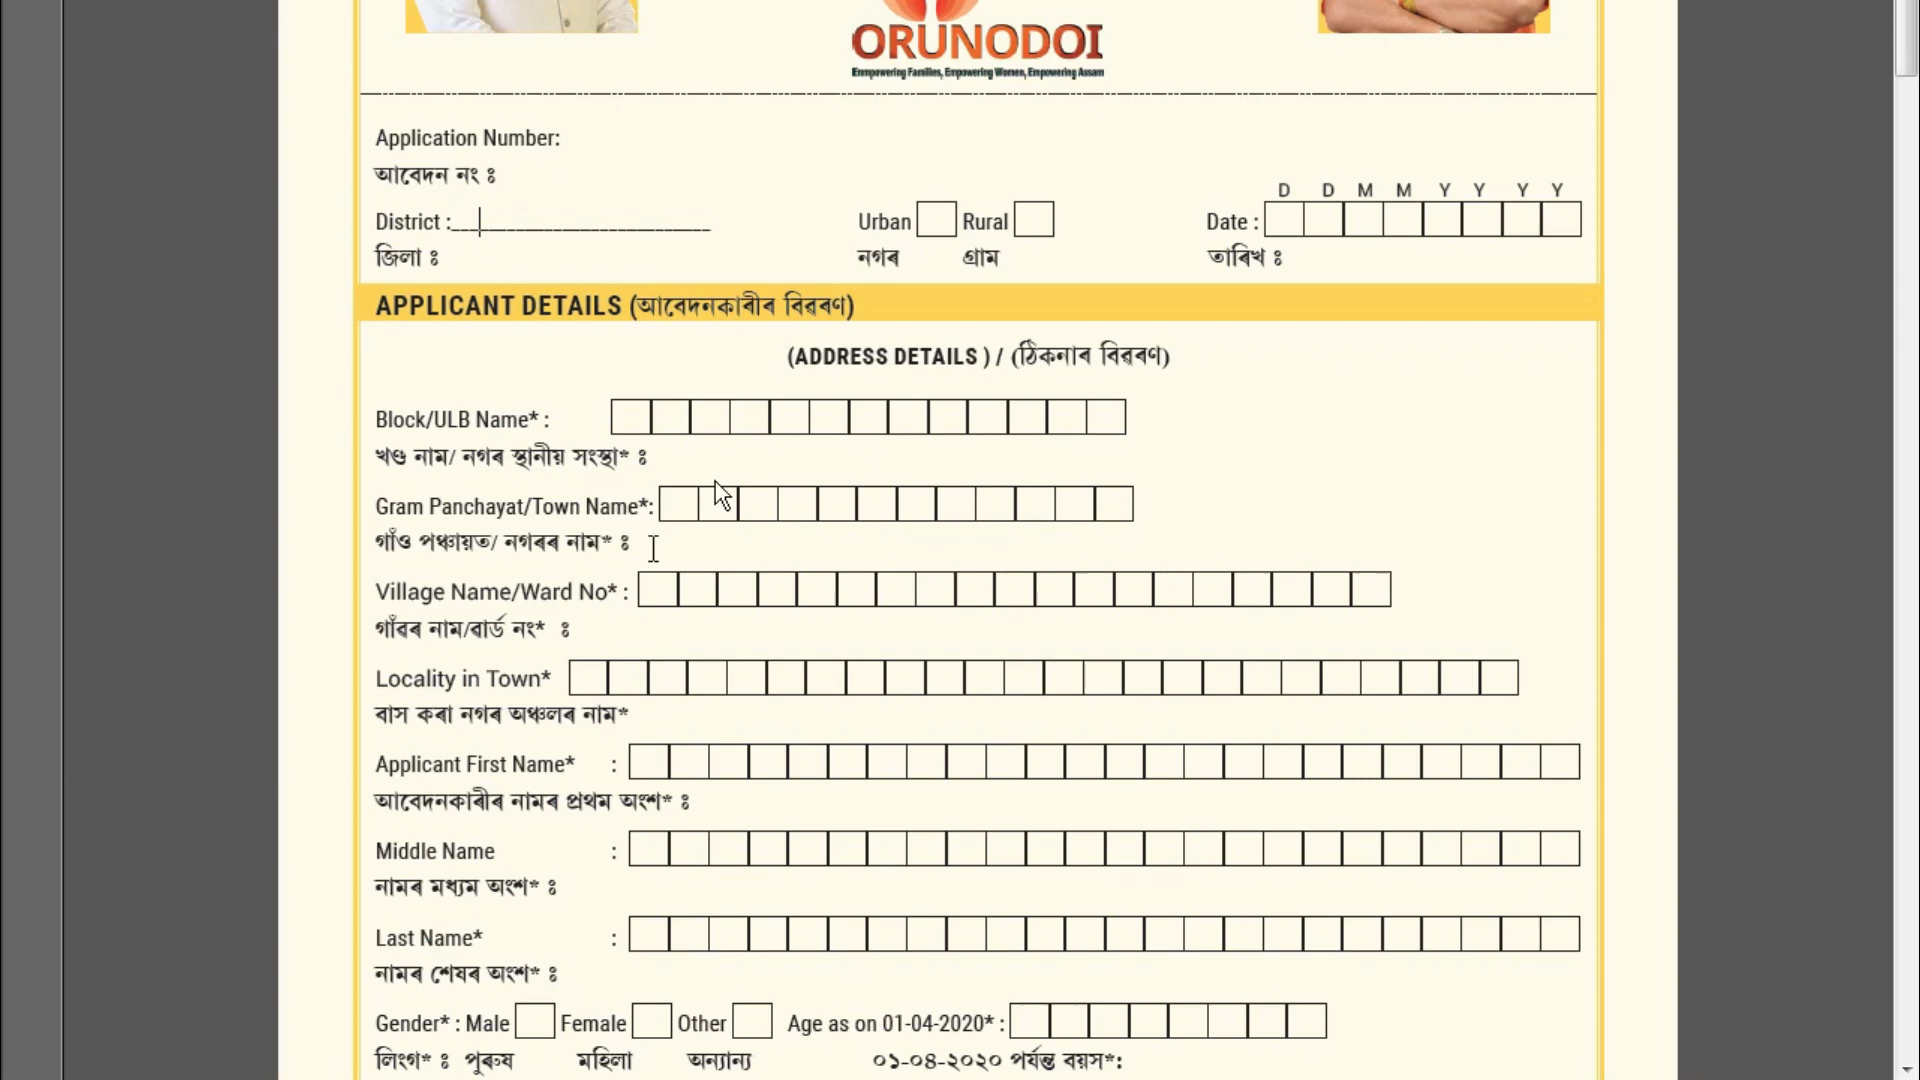 ORUNODOI
Enmpowering Families, Empowering Women, Empowering Assam
Application Number:
আবেদন নং ঃ
D D M M Y Y Y Y
District :__________________________ Urban Rural Date :
জিলা ঃ নগৰ গ্ৰাম তাৰিখ ঃ
APPLICANT DETAILS (আবেদনকাৰীৰ বিৱৰণ)
(ADDRESS DETAILS ) / (ঠিকনাৰ বিৱৰণ)
Block/ULB Name* :
খণ্ড নাম/ নগৰ স্থানীয় সংস্থা* ঃ
Gram Panchayat/Town Name*:
গাঁও পঞ্চায়ত/ নগৰৰ নাম* ঃ
Village Name/Ward No* :
গাঁৱৰ নাম/ৱাৰ্ড নং* ঃ
Locality in Town*
বাস কৰা নগৰ অঞ্চলৰ নাম*
Applicant First Name* :
আবেদনকাৰীৰ নামৰ প্ৰথম অংশ* ঃ
Middle Name :
নামৰ মধ্যম অংশ* ঃ
Last Name* :
নামৰ শেষৰ অংশ* ঃ
Gender* : Male Female Other Age as on 01-04-2020* :
লিংগ* ঃ পুৰুষ মহিলা অন্যান্য ০১-০৪-২০২০ পৰ্যন্ত বয়স*: